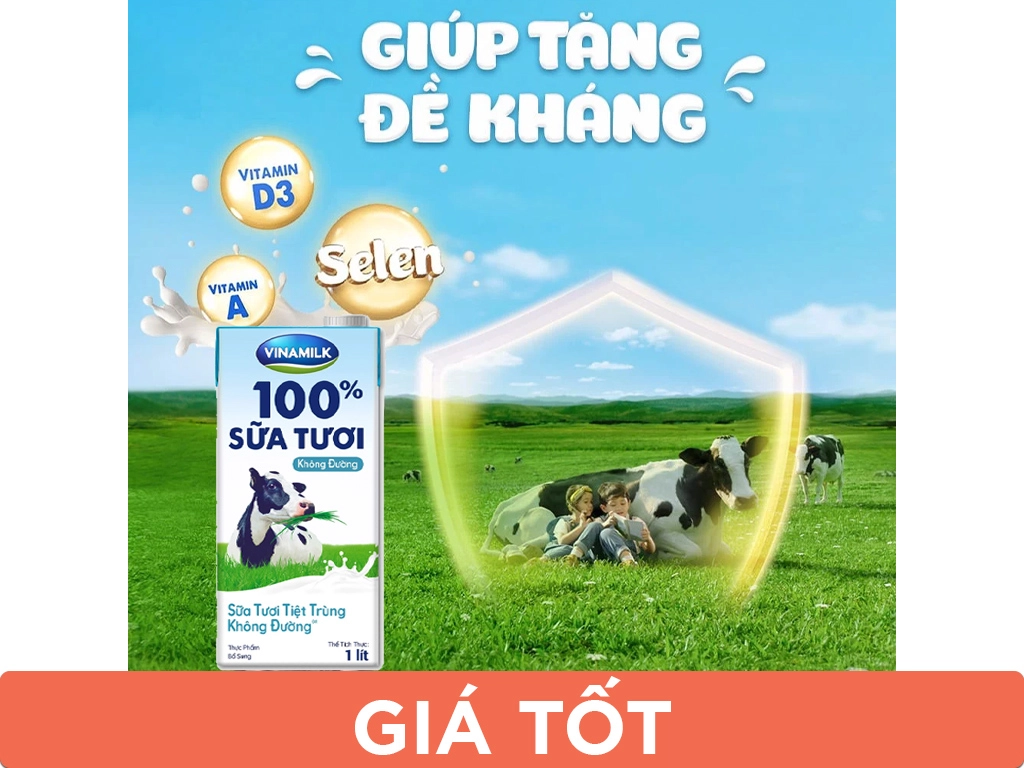 GIÚP TĂNG
ĐỀ KHÁNG
VITAMIN
D3
Selen
VITAMIN
A
VINAMILK
100%
SỮA TƯƠI
Không Đường
Sữa Tươi Tiệt Trùng
Không Đường
Thực Phẩm
Bổ Sung
Thể Tích Thực:
1 lít
GIÁ TỐT